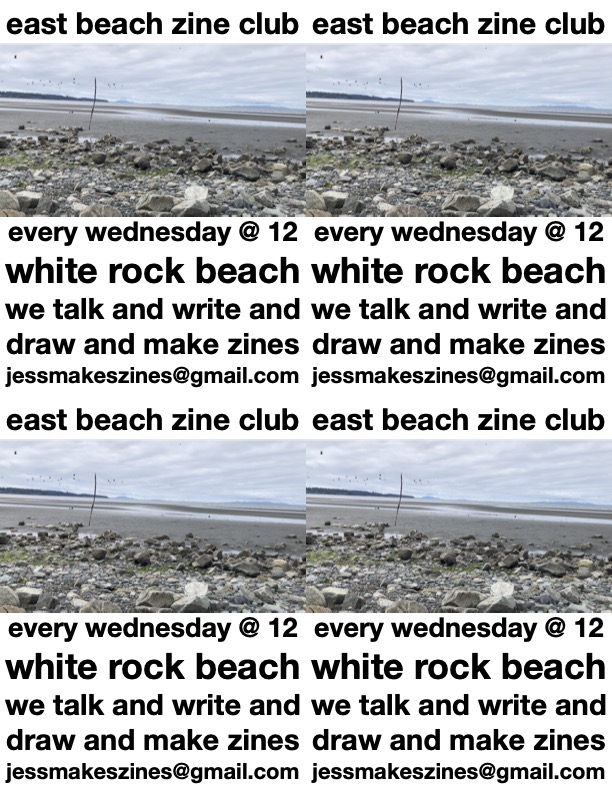 east beach zine club
every wednesday @ 12
white rock beach
we talk and write and
draw and make zines
jessmakeszines@gmail.com
east beach zine club
every wednesday @ 12
white rock beach
we talk and write and
draw and make zines
jessmakeszines@gmail.com
east beach zine club
every wednesday @ 12
white rock beach
we talk and write and
draw and make zines
jessmakeszines@gmail.com
east beach zine club
every wednesday @ 12
white rock beach
we talk and write and
draw and make zines
jessmakeszines@gmail.com